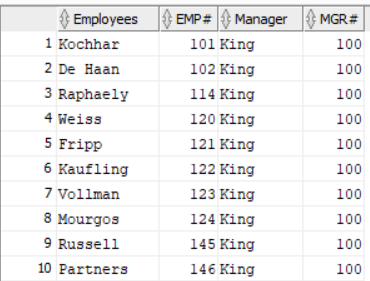 Employees EMP# Manager MGR#
1 Kochhar 101 King 100
2 De Haan 102 King 100
3 Raphaely 114 King 100
4 Weiss 120 King 100
5 Fripp 121 King 100
6 Kaufling 122 King 100
7 Vollman 123 King 100
8 Mourgos 124 King 100
9 Russell 145 King 100
10 Partners 146 King 100